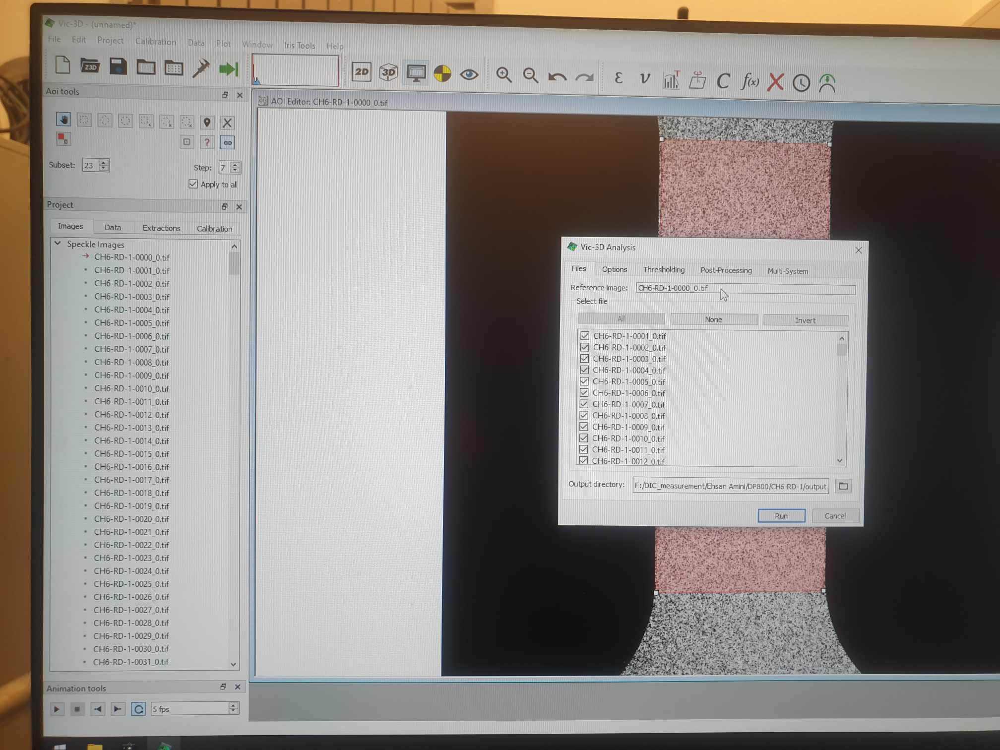 Vic-3D - (unnamed)*
File Edit Project Calibration Data Plot Window Iris Tools Help
Z3D 2D 3D ε ν T C f(x)
Aoi tools
?
Subset: 23 Step: 7
Apply to all
Project
Images Data Extractions Calibration
Speckle Images
CH6-RD-1-0000_0.tif
CH6-RD-1-0001_0.tif
CH6-RD-1-0002_0.tif
CH6-RD-1-0003_0.tif
CH6-RD-1-0004_0.tif
CH6-RD-1-0005_0.tif
CH6-RD-1-0006_0.tif
CH6-RD-1-0007_0.tif
CH6-RD-1-0008_0.tif
CH6-RD-1-0009_0.tif
CH6-RD-1-0010_0.tif
CH6-RD-1-0011_0.tif
CH6-RD-1-0012_0.tif
CH6-RD-1-0013_0.tif
CH6-RD-1-0014_0.tif
CH6-RD-1-0015_0.tif
CH6-RD-1-0016_0.tif
CH6-RD-1-0017_0.tif
CH6-RD-1-0018_0.tif
CH6-RD-1-0019_0.tif
CH6-RD-1-0020_0.tif
CH6-RD-1-0021_0.tif
CH6-RD-1-0022_0.tif
CH6-RD-1-0023_0.tif
CH6-RD-1-0024_0.tif
CH6-RD-1-0025_0.tif
CH6-RD-1-0026_0.tif
CH6-RD-1-0027_0.tif
CH6-RD-1-0028_0.tif
CH6-RD-1-0029_0.tif
CH6-RD-1-0030_0.tif
CH6-RD-1-0031_0.tif
Animation tools
5 fps
AOI Editor: CH6-RD-1-0000_0.tif
Vic-3D Analysis
Files Options Thresholding Post-Processing Multi-System
Reference image: CH6-RD-1-0000_0.tif
Select file
All None Invert
CH6-RD-1-0001_0.tif
CH6-RD-1-0002_0.tif
CH6-RD-1-0003_0.tif
CH6-RD-1-0004_0.tif
CH6-RD-1-0005_0.tif
CH6-RD-1-0006_0.tif
CH6-RD-1-0007_0.tif
CH6-RD-1-0008_0.tif
CH6-RD-1-0009_0.tif
CH6-RD-1-0010_0.tif
CH6-RD-1-0011_0.tif
CH6-RD-1-0012_0.tif
Output directory: F:/DIC_measurement/Ehsan Amini/DP800/CH6-RD-1/output
Run Cancel